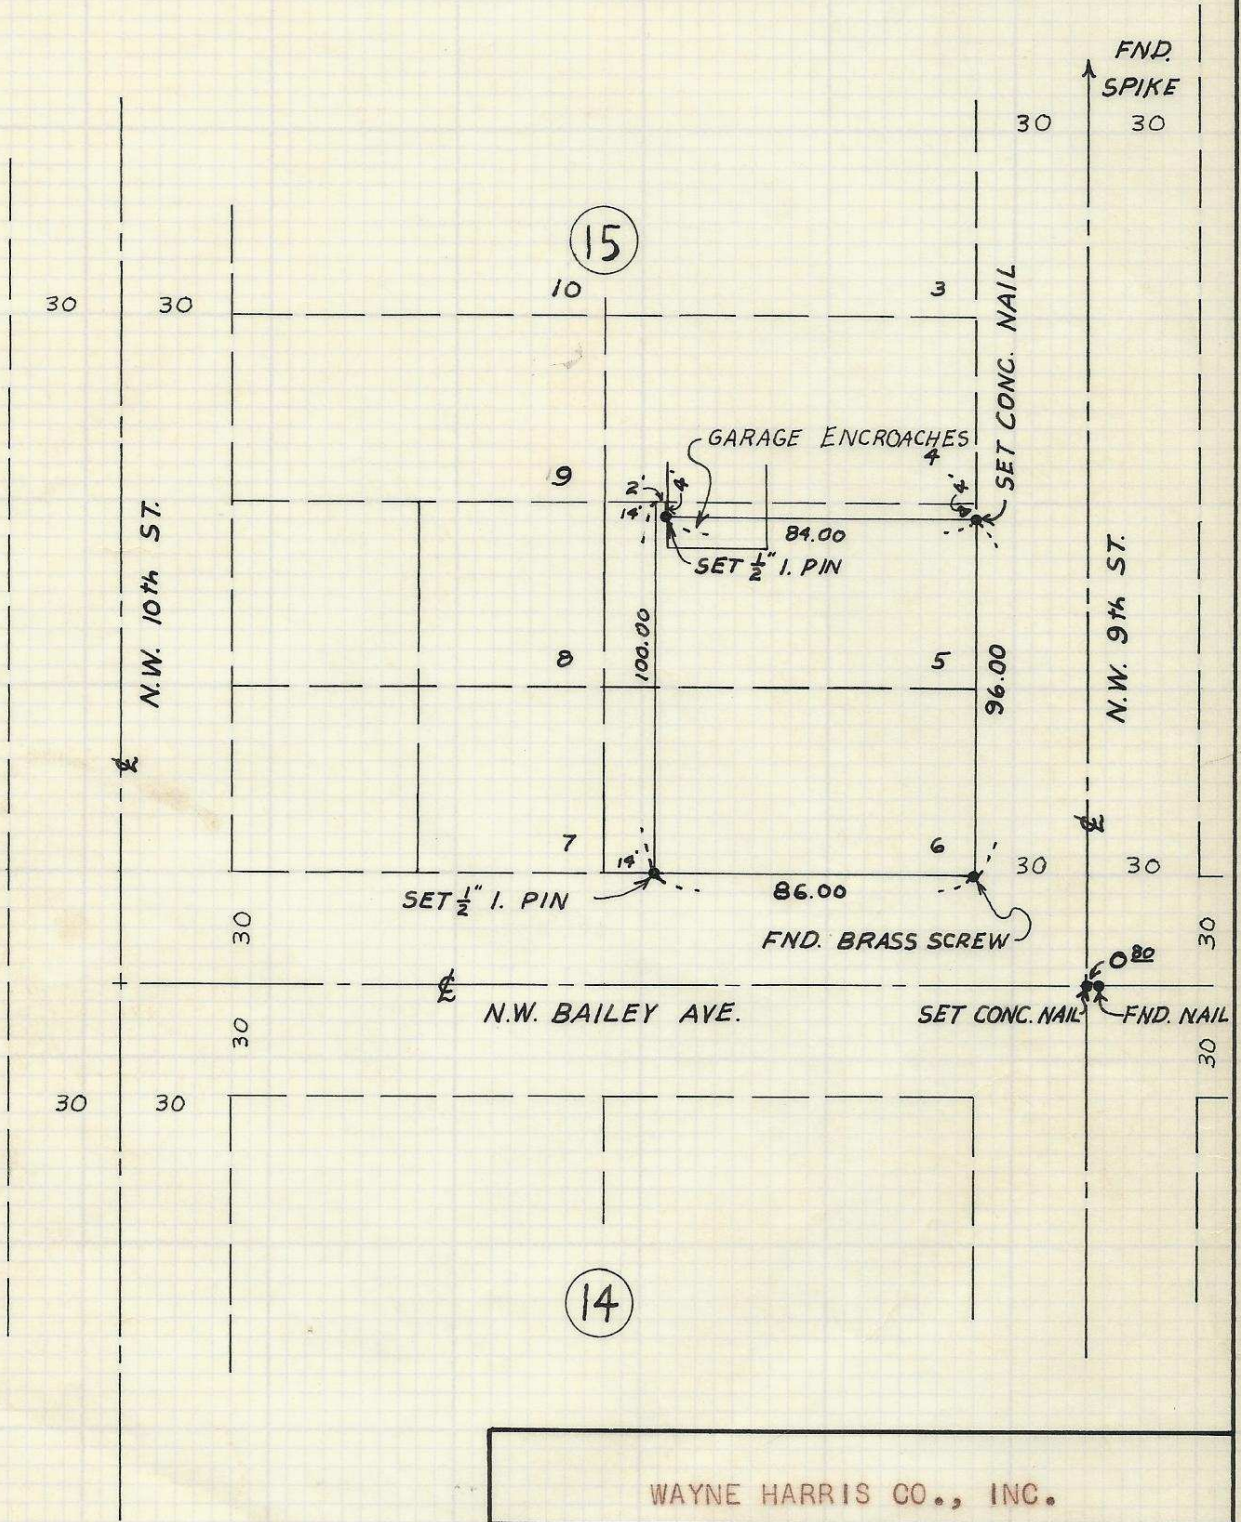 FND.
SPIKE
30
30
15
10
3
30
30
SET CONC. NAIL
GARAGE ENCROACHES
4
9
2'
4'
4'
14'
84.00
SET ½" I. PIN
N.W. 10th ST.
100.00
N.W. 9th ST.
8
5
96.00
℄
℄
7
6
14'
30
30
SET ½" I. PIN
86.00
30
30
FND. BRASS SCREW
0 80
℄
N.W. BAILEY AVE.
SET CONC. NAIL
FND. NAIL
30
30
30
30
14
WAYNE HARRIS CO., INC.